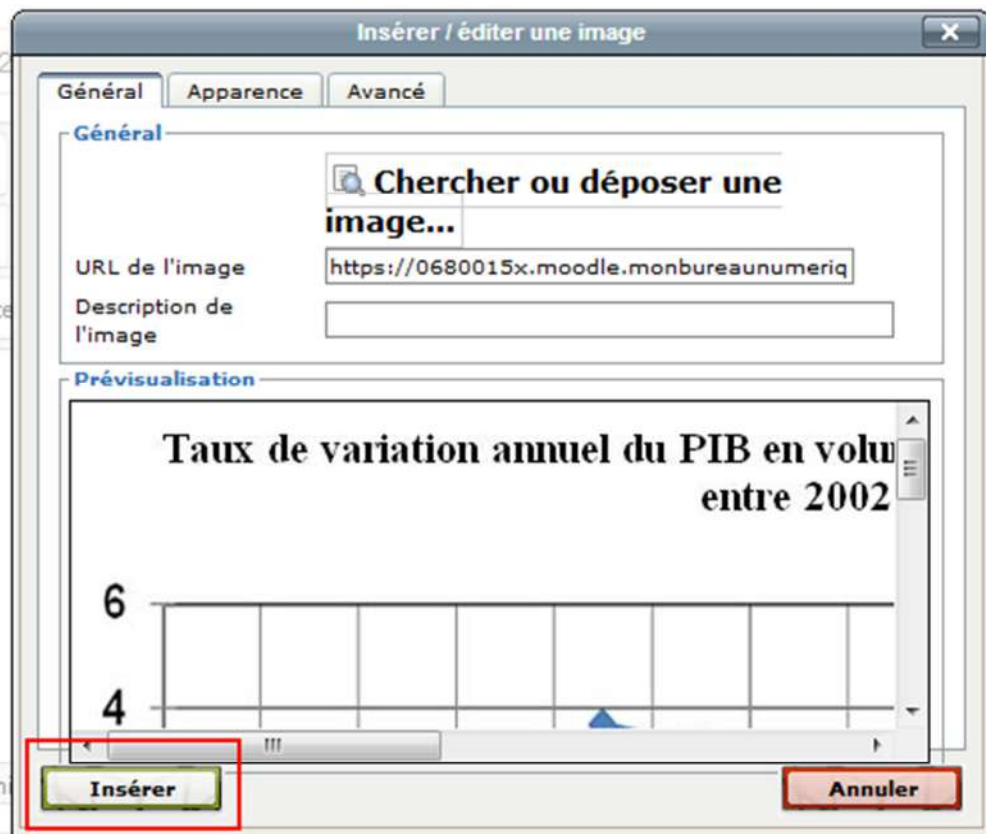 Insérer / éditer une image
Général Apparence Avancé
Général
Chercher ou déposer une
image...
URL de l'image
https://0680015x.moodle.monbureaunumeriq
Description de
l'image
Prévisualisation
Taux de variation annuel du PIB en volu
entre 2002
6
4
Insérer Annuler